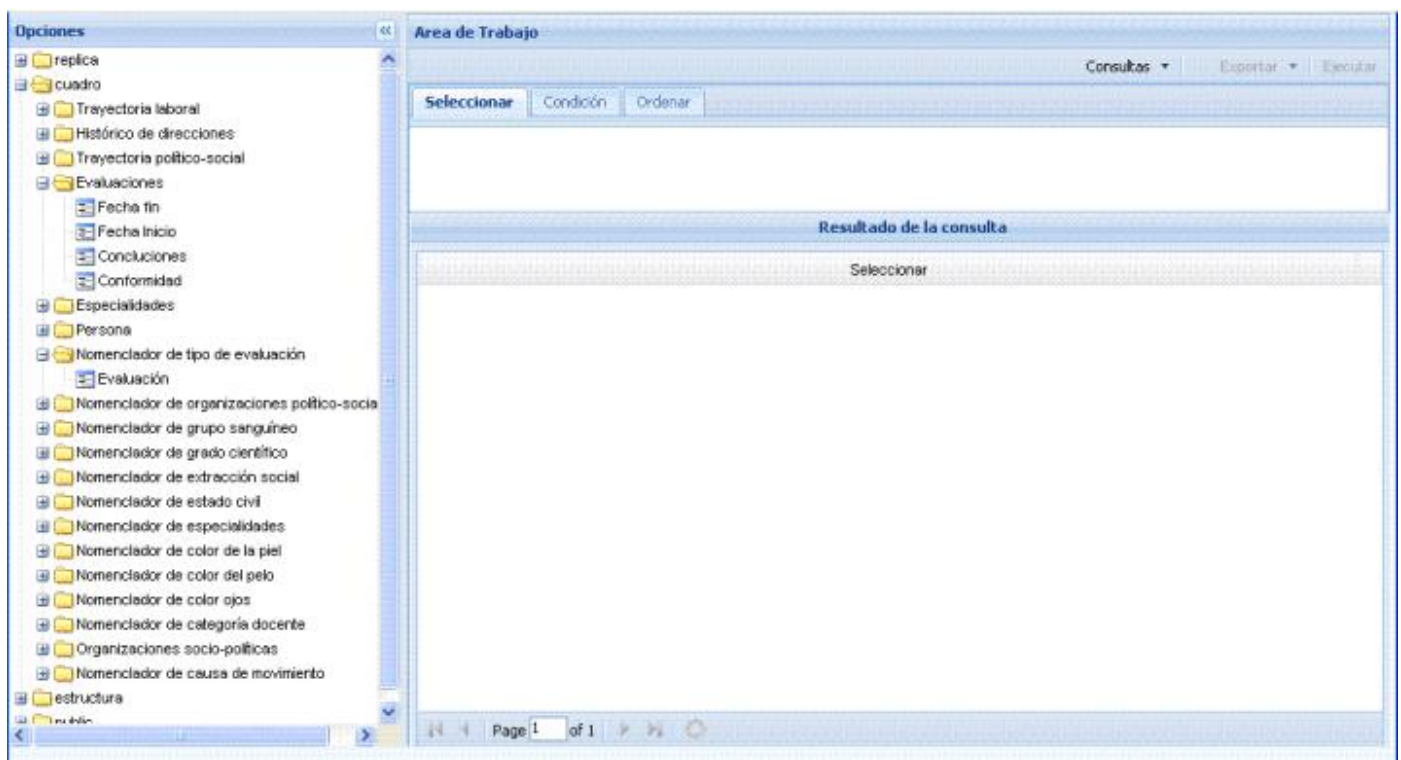 Opciones
replica
cuadro
Trayectoria laboral
Histórico de direcciones
Trayectoria político-social
Evaluaciones
Fecha fin
Fecha Inicio
Concluciones
Conformidad
Especialidades
Persona
Nomenclador de tipo de evaluación
Evaluación
Nomenclador de organizaciones político-socia
Nomenclador de grupo sanguíneo
Nomenclador de grado científico
Nomenclador de extracción social
Nomenclador de estado civil
Nomenclador de especialidades
Nomenclador de color de la piel
Nomenclador de color del pelo
Nomenclador de color ojos
Nomenclador de categoría docente
Organizaciones socio-políticas
Nomenclador de causa de movimiento
estructura
public
Area de Trabajo
Consultas Exportar Ejecutar
Seleccionar Condición Ordenar
Resultado de la consulta
Seleccionar
Page 1 of 1